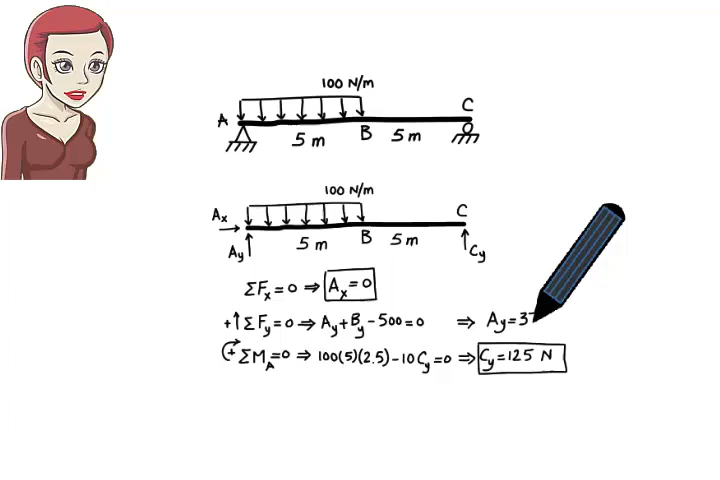 100 N/m
A C
5 m B 5 m
100 N/m
Ax C
Ay 5 m B 5 m Cy
ΣFx=0 ⇒ Ax=0
+↑ΣFy=0 ⇒ Ay+By-500=0 ⇒ Ay=37
+ΣMA=0 ⇒ 100(5)(2.5)-10Cy=0 ⇒ Cy=125 N